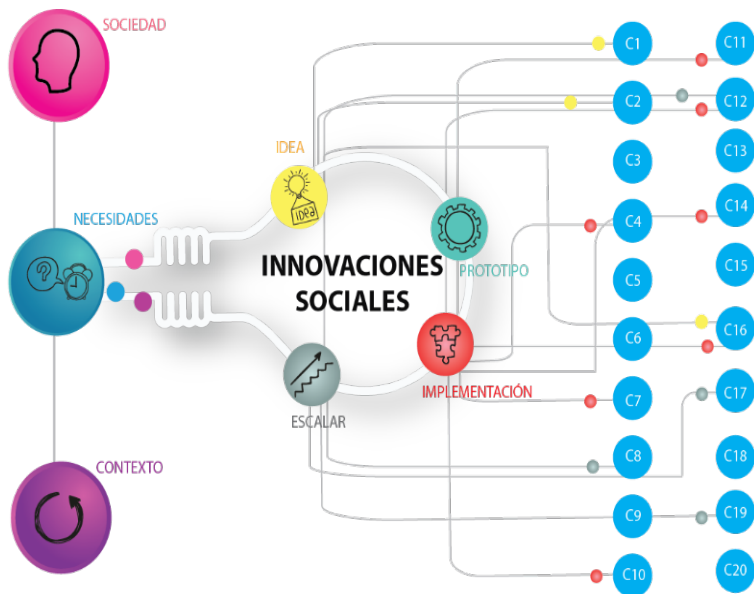 SOCIEDAD
IDEA
idea
NECESIDADES
?
INNOVACIONES
SOCIALES
PROTOTIPO
IMPLEMENTACIÓN
ESCALAR
CONTEXTO
C1
C2
C3
C4
C5
C6
C7
C8
C9
C10
C11
C12
C13
C14
C15
C16
C17
C18
C19
C20